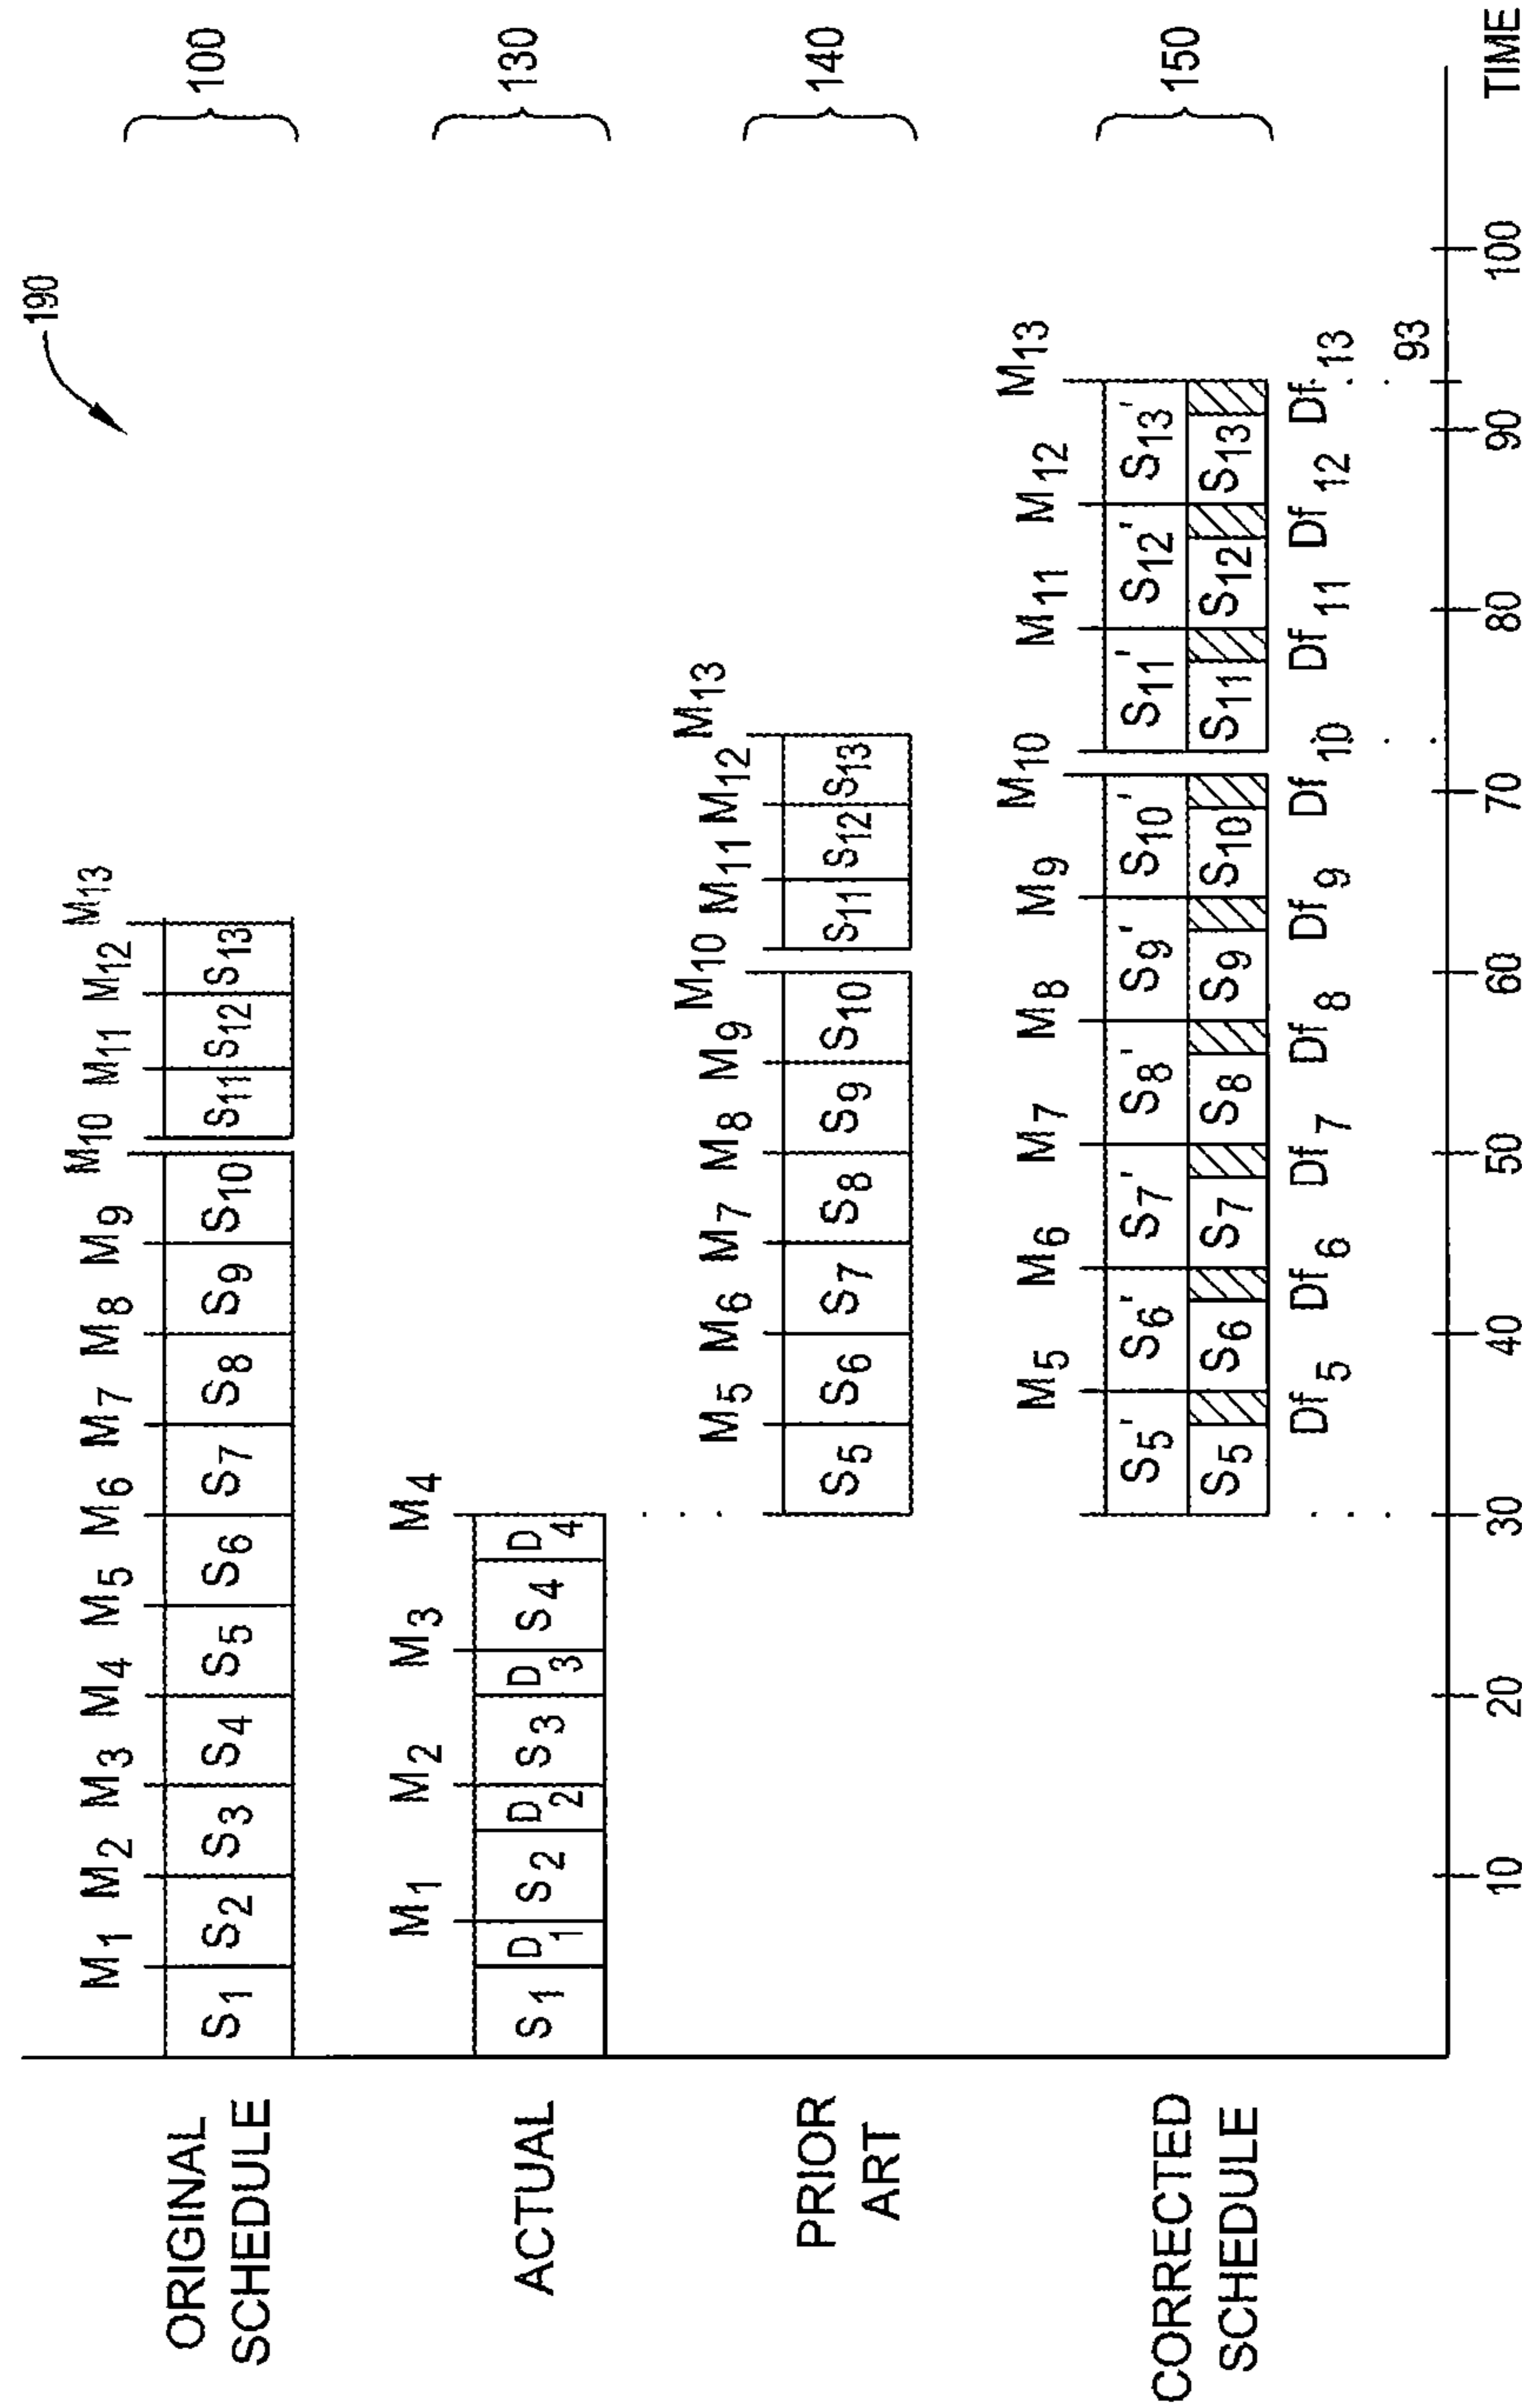 190
ORIGINAL
SCHEDULE
M1 M2 M3 M4 M5 M6 M7 M8 M9 M10 M11 M12 M13
S1 S2 S3 S4 S5 S6 S7 S8 S9 S10 S11 S12 S13
100
ACTUAL
M1 M2 M3 M4
S1 D1 S2 D2 S3 D3 S4 D4
130
PRIOR
ART
M5 M6 M7 M8 M9 M10 M11 M12 M13
S5 S6 S7 S8 S9 S10 S11 S12 S13
140
CORRECTED
SCHEDULE
M5 M6 M7 M8 M9 M10 M11 M12 M13
S5' S6' S7' S8' S9' S10' S11' S12' S13'
S5 S6 S7 S8 S9 S10 S11 S12 S13
Df5 Df6 Df7 Df8 Df9 Df10 Df11 Df12 Df13
150
93
10 20 30 40 50 60 70 80 90 100 TIME